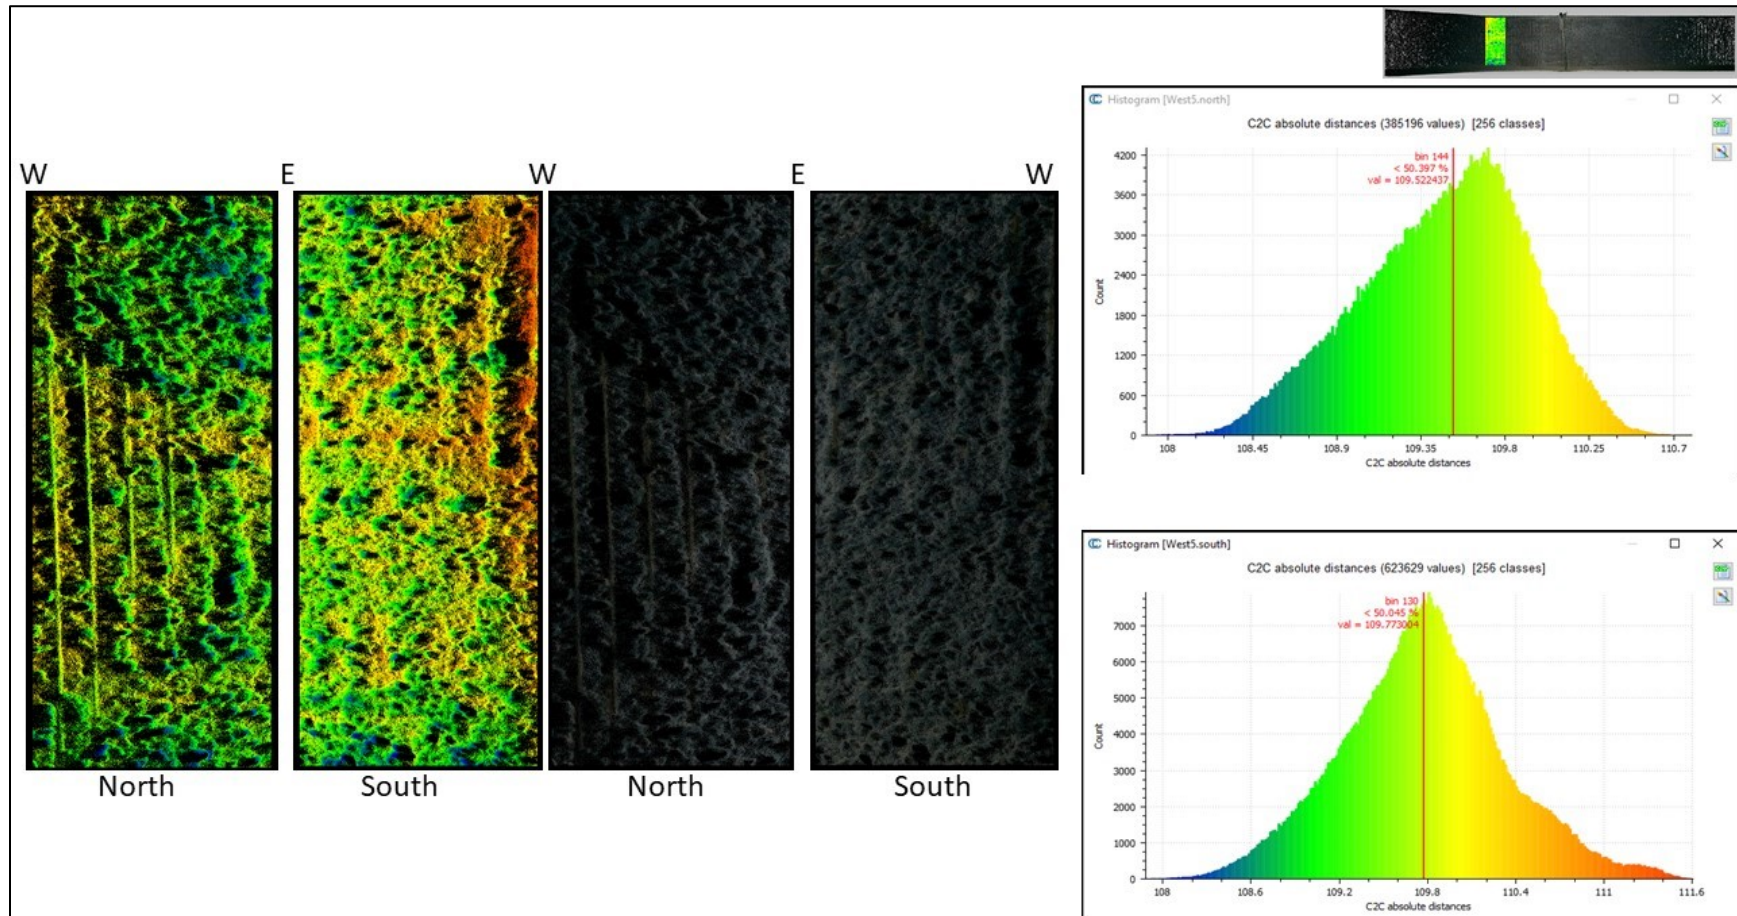 W E W E W
North South North South
Histogram [West5.north]
C2C absolute distances (385196 values) [256 classes]
bin 144
< 50.397 %
val = 109.522437
4200
3600
3000
2400
1800
1200
600
0
Count
108 108.45 108.9 109.35 109.8 110.25 110.7
C2C absolute distances
Histogram [West5.south]
C2C absolute distances (623629 values) [256 classes]
bin 130
< 50.045 %
val = 109.773004
7000
6000
5000
4000
3000
2000
1000
0
Count
108 108.6 109.2 109.8 110.4 111 111.6
C2C absolute distances